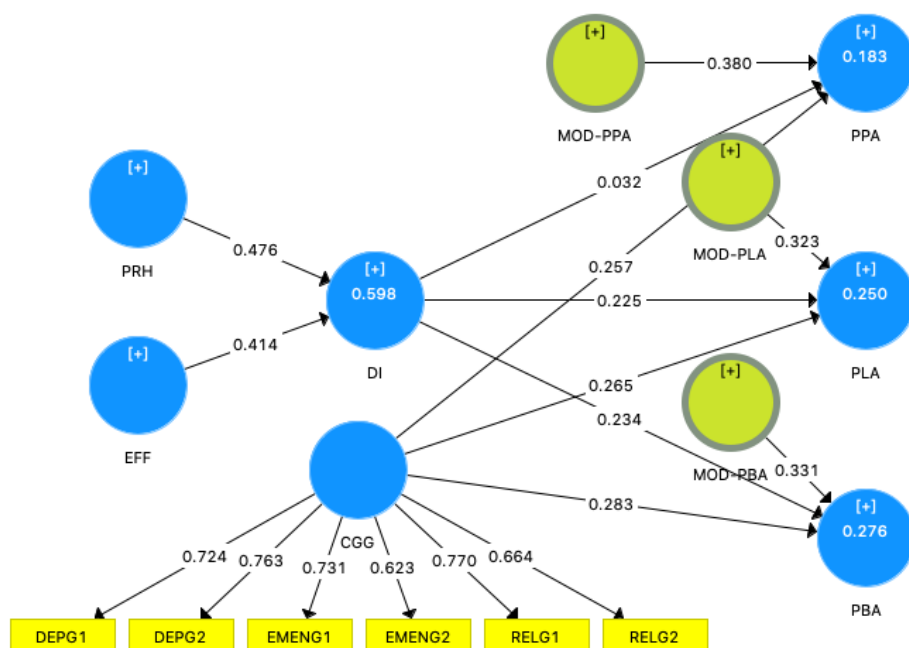 [+]
[+]
0.183
0.380
MOD-PPA
PPA
[+]
[+]
0.032
0.476
PRH
MOD-PLA
0.323
0.257
[+]
0.598
[+]
0.250
0.225
[+]
0.414
DI
PLA
[+]
0.265
0.234
EFF
MOD-PBA
0.331
0.283
[+]
0.276
CGG
0.724
0.763
0.731
0.623
0.770
0.664
PBA
DEPG1
DEPG2
EMENG1
EMENG2
RELG1
RELG2